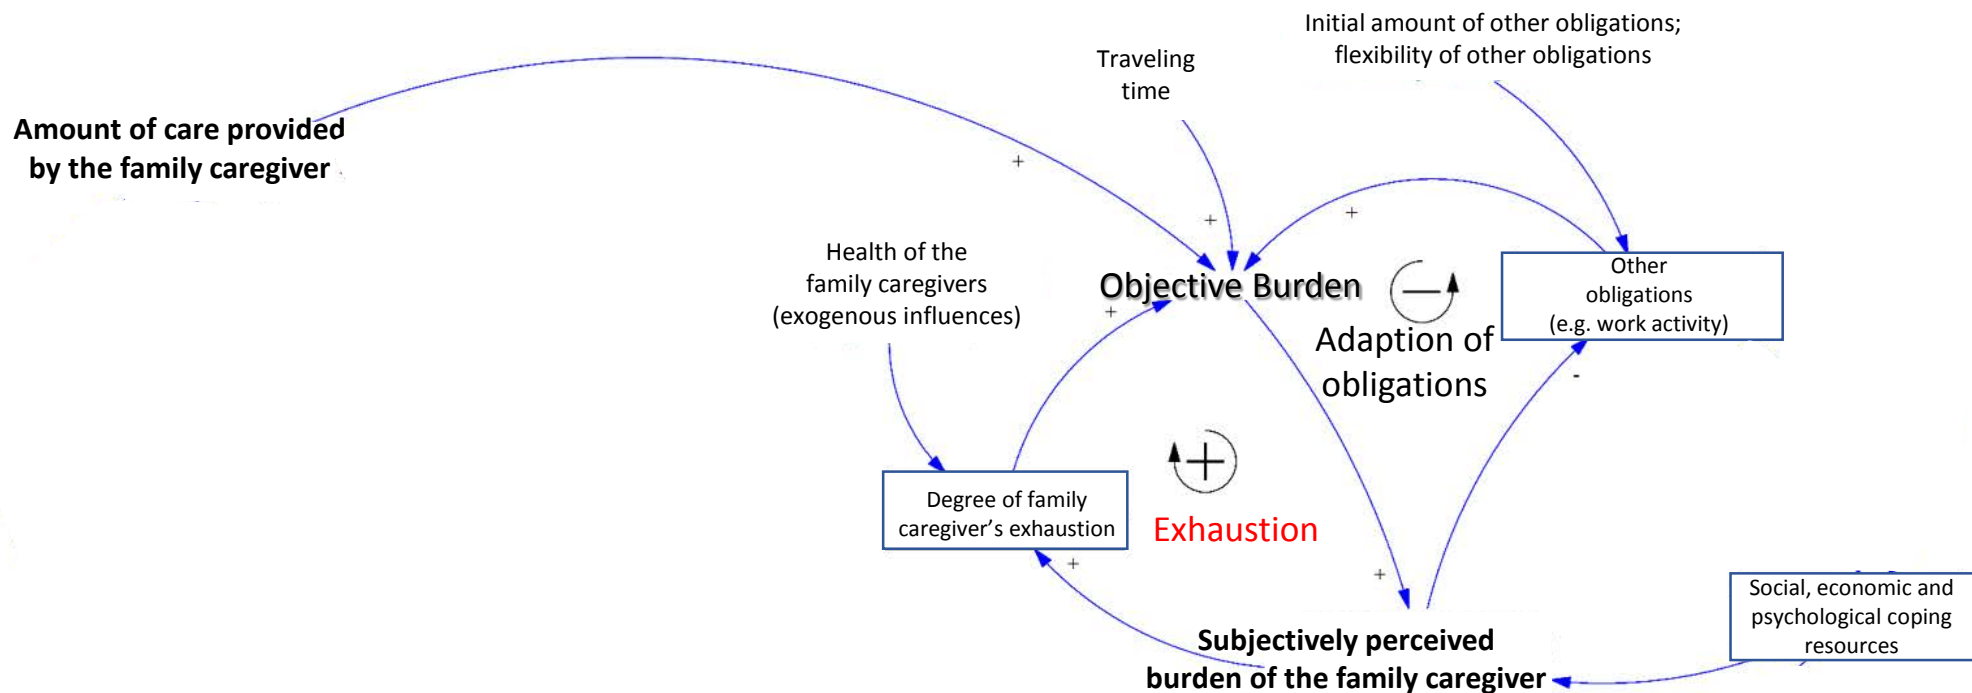 Initial amount of other obligations;
flexibility of other obligations
Traveling
time
Amount of care provided
by the family caregiver
+
+
+
Health of the
family caregivers
(exogenous influences)
Objective Burden
+
−
Other
obligations
(e.g. work activity)
Adaption of
obligations
-
+
Degree of family
caregiver’s exhaustion
Exhaustion
+
+
Social, economic and
psychological coping
resources
Subjectively perceived
burden of the family caregiver